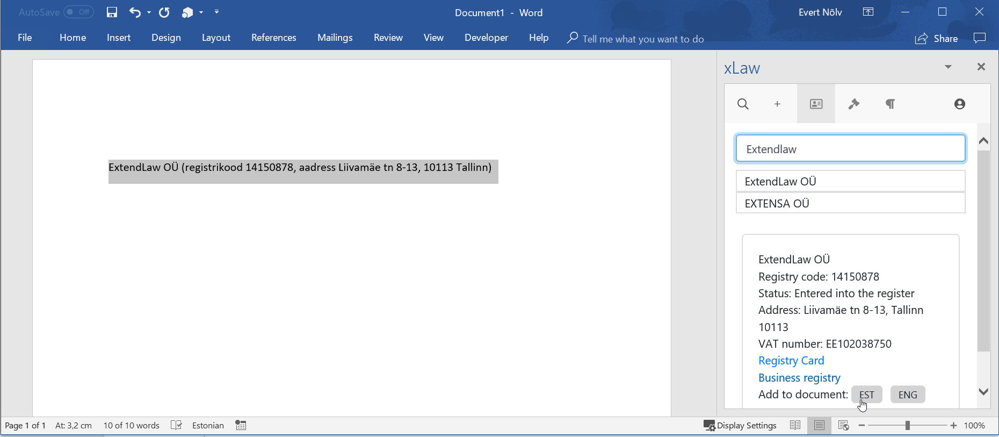 AutoSave Off
Document1 - Word
Evert Nõlv
File Home Insert Design Layout References Mailings Review View Developer Help Tell me what you want to do Share
xLaw
Extendlaw
ExtendLaw OÜ
EXTENSA OÜ
ExtendLaw OÜ (registrikood 14150878, aadress Liivamäe tn 8-13, 10113 Tallinn)
ExtendLaw OÜ
Registry code: 14150878
Status: Entered into the register
Address: Liivamäe tn 8-13, Tallinn
10113
VAT number: EE102038750
Registry Card
Business registry
Add to document: EST ENG
Page 1 of 1 At: 3,2 cm 10 of 10 words Estonian Display Settings 100%